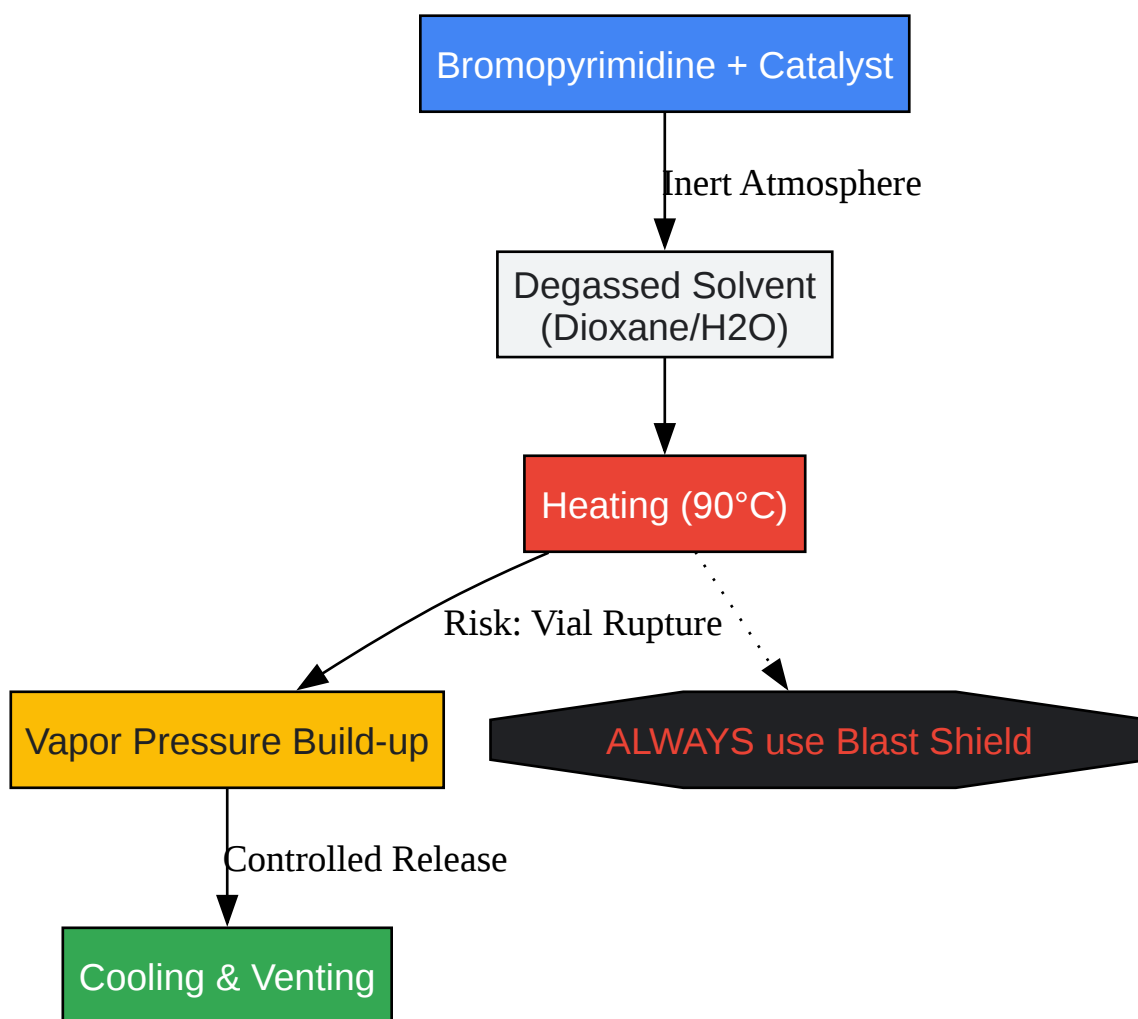 Bromopyrimidine + Catalyst
Inert Atmosphere
Degassed Solvent
(Dioxane/H2O)
Heating (90°C)
Risk: Vial Rupture
Vapor Pressure Build-up
ALWAYS use Blast Shield
Controlled Release
Cooling & Venting